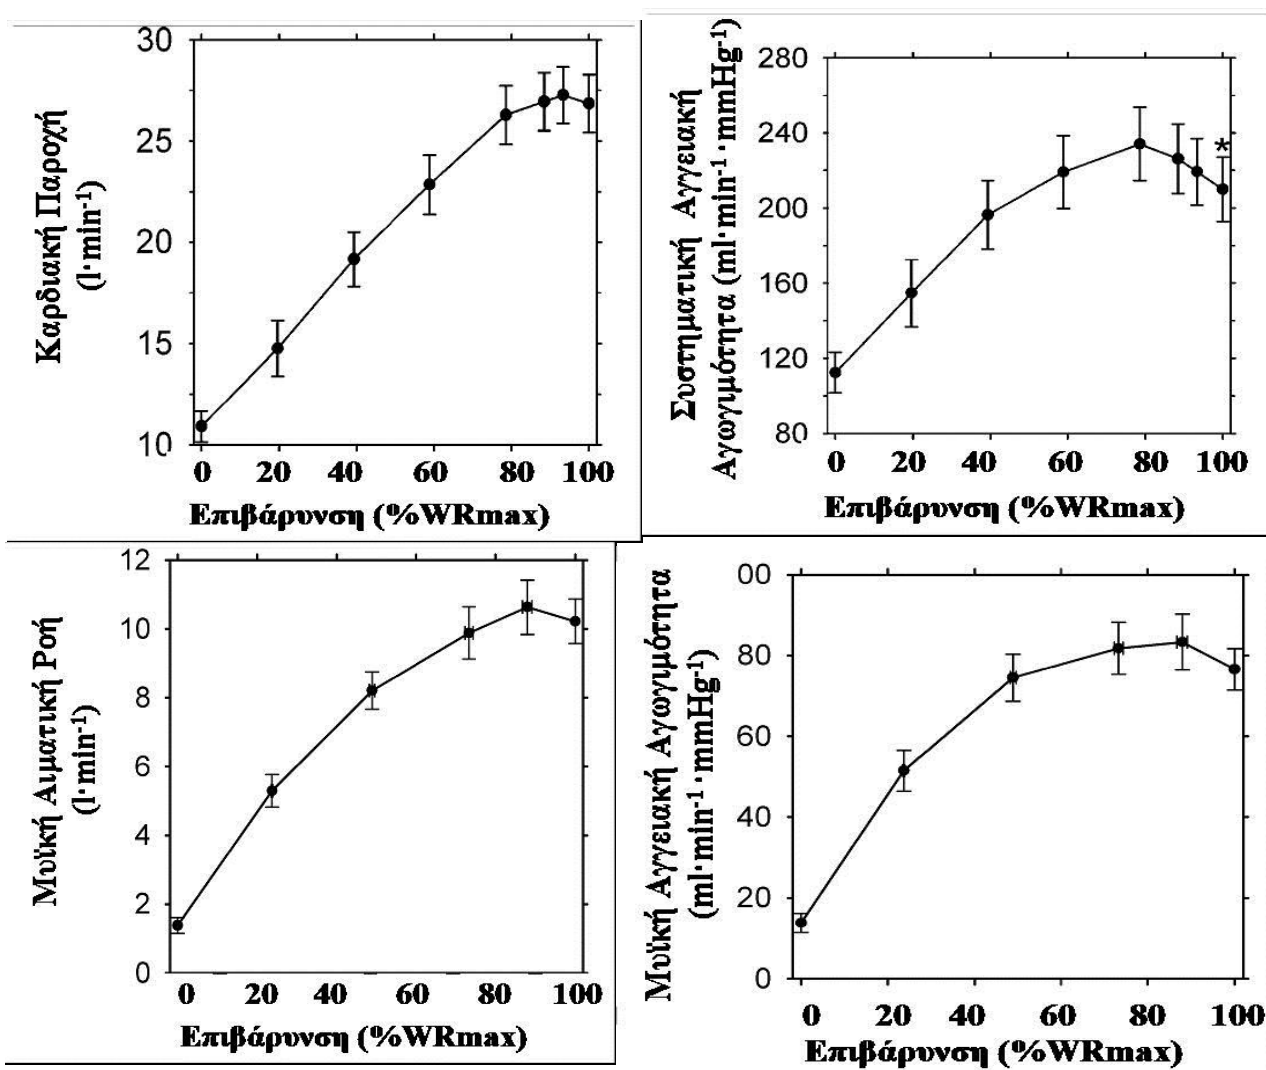 Καρδιακή Παροχή
(l·min-1)
30
25
20
15
10
0 20 40 60 80 100
Επιβάρυνση (%WRmax)
Συστηματική Αγγειακή
Αγωγιμότητα (ml·min-1·mmHg-1)
280
240
200
160
120
80
*
0 20 40 60 80 100
Επιβάρυνση (%WRmax)
Μυϊκή Αιματική Ροή
(l·min-1)
12
10
8
6
4
2
0
0 20 40 60 80 100
Επιβάρυνση (%WRmax)
Μυϊκή Αγγειακή Αγωγιμότητα
(ml·min-1·mmHg-1)
00
80
60
40
20
0
0 20 40 60 80 100
Επιβάρυνση (%WRmax)